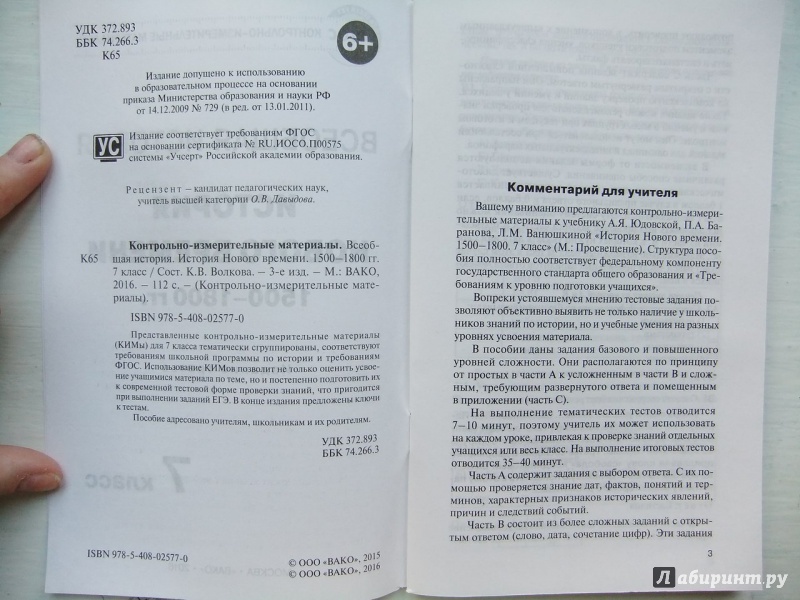 УДК 372.893
ББК 74.266.3
К65
6+
Издание допущено к использованию
в образовательном процессе на основании
приказа Министерства образования и науки РФ
от 14.12.2009 № 729 (в ред. от 13.01.2011).
УС
Издание соответствует требованиям ФГОС
на основании сертификата № RU.ИОСО.П00575
системы «Учсерт» Российской академии образования.
Рецензент – кандидат педагогических наук,
учитель высшей категории О.В. Давыдова.
Контрольно-измерительные материалы. Всеоб-
К65 щая история. История Нового времени. 1500–1800 гг.
7 класс / Сост. К.В. Волкова. – 3-е изд. – М.: ВАКО,
2016. – 112 с. – (Контрольно-измерительные мате-
риалы).
ISBN 978-5-408-02577-0
Представленные контрольно-измерительные материалы
(КИМы) для 7 класса тематически сгруппированы, соответствуют
требованиям школьной программы по истории и требованиям
ФГОС. Использование КИМов позволит не только оценить усвое-
ние учащимися материала по теме, но и постепенно подготовить их
к современной тестовой форме проверки знаний, что пригодится
при выполнении заданий ЕГЭ. В конце издания предложены ключи
к тестам.
Пособие адресовано учителям, школьникам и их родителям.
УДК 372.893
ББК 74.266.3
ISBN 978-5-408-02577-0
© ООО «ВАКО», 2015
© ООО «ВАКО», 2016
Комментарий для учителя
Вашему вниманию предлагаются контрольно-измери-
тельные материалы к учебнику А.Я. Юдовской, П.А. Ба-
ранова, Л.М. Ванюшкиной «История Нового времени.
1500–1800. 7 класс» (М.: Просвещение). Структура посо-
бия полностью соответствует федеральному компоненту
государственного стандарта общего образования и «Тре-
бованиям к уровню подготовки учащихся».
Вопреки устоявшемуся мнению тестовые задания по-
зволяют объективно выявить не только наличие у школь-
ников знаний по истории, но и учебные умения на разных
уровнях усвоения материала.
В пособии даны задания базового и повышенного
уровней сложности. Они располагаются по принципу
от простых в части А к усложненным в части В и слож-
ным, требующим развернутого ответа и помещенным
в приложении (часть С).
На выполнение тематических тестов отводится
7–10 минут, поэтому учитель их может использовать
на каждом уроке, привлекая к проверке знаний отдельных
учащихся или весь класс. На выполнение итоговых тестов
отводится 35–40 минут.
Часть А содержит задания с выбором ответа. С их по-
мощью проверяется знание дат, фактов, понятий и тер-
минов, характерных признаков исторических явлений,
причин и следствий событий.
Часть В состоит из более сложных заданий с откры-
тым ответом (слово, дата, сочетание цифр). Эти задания
3
Лабиринт.ру